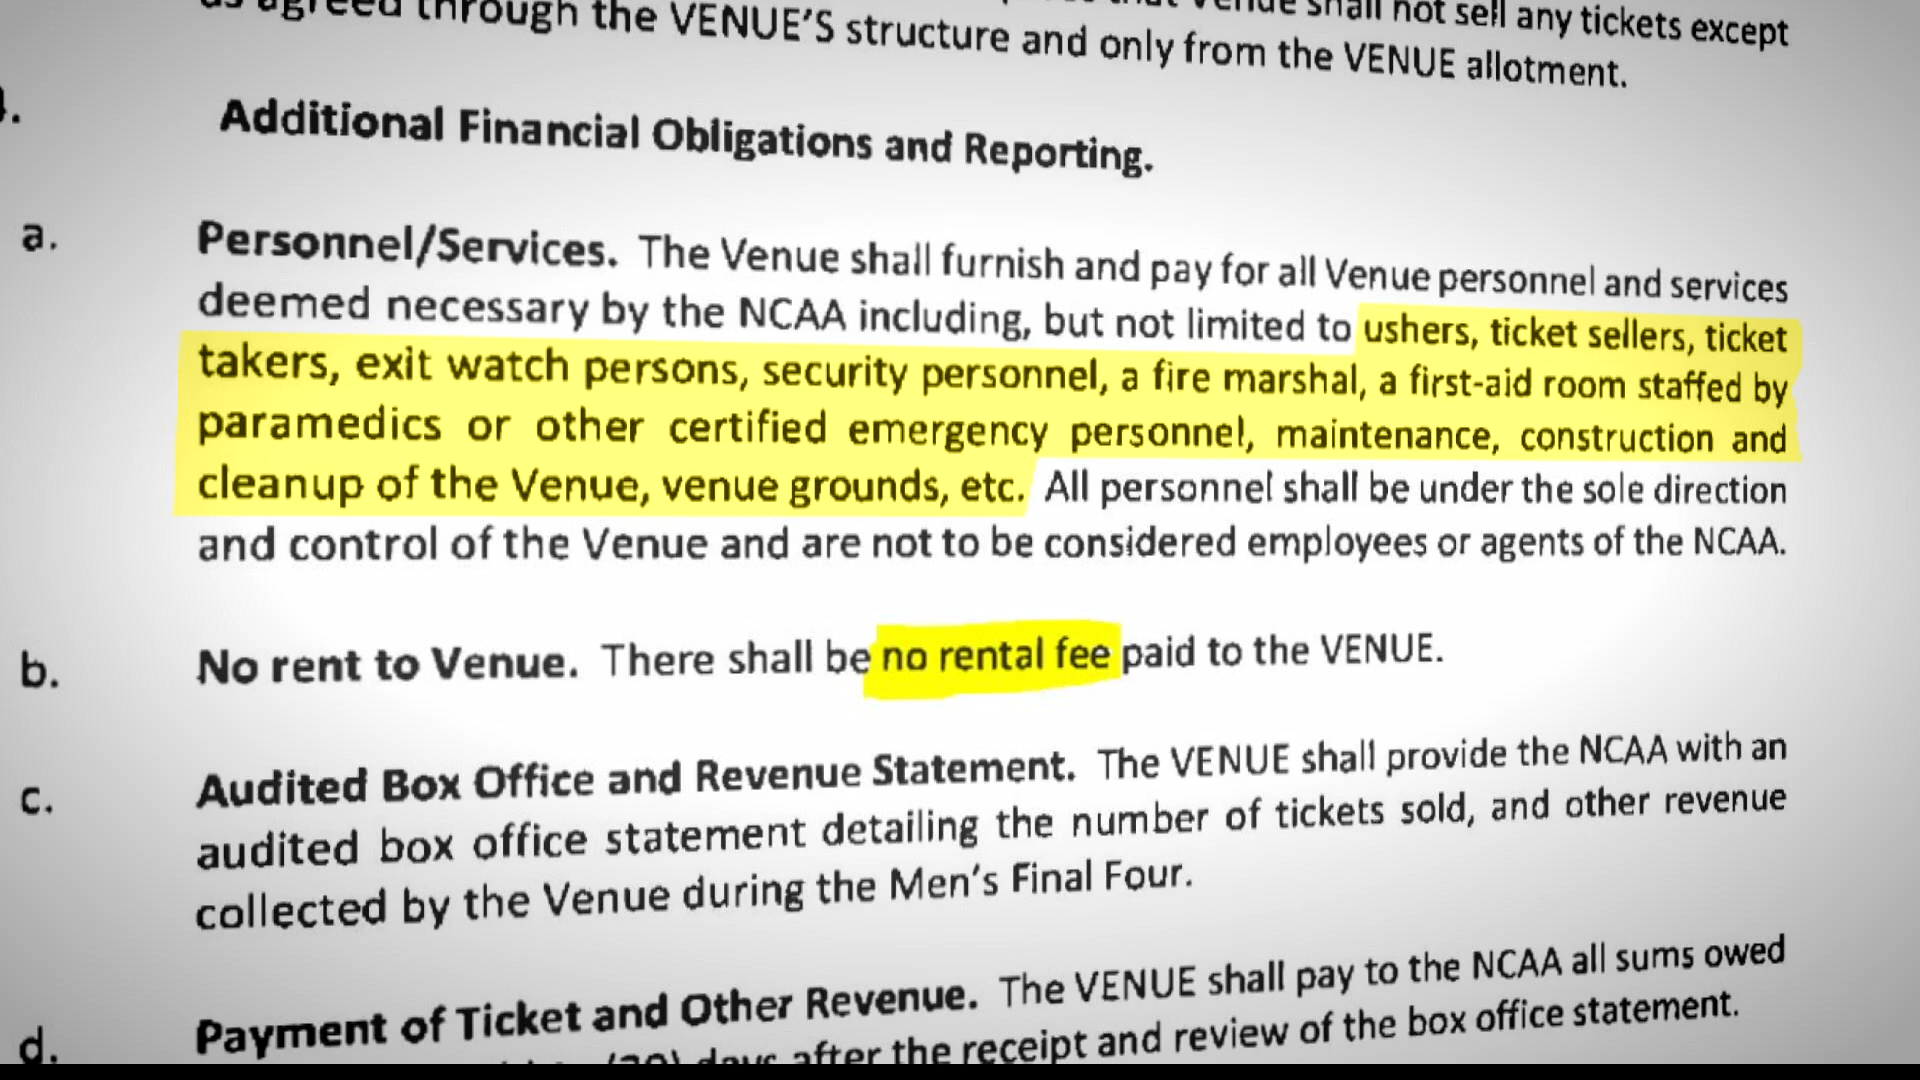 as agreed through the VENUE'S structure and only from the VENUE allotment.
Venue shall not sell any tickets except
Additional Financial Obligations and Reporting.
a. Personnel/Services. The Venue shall furnish and pay for all Venue personnel and services
deemed necessary by the NCAA including, but not limited to ushers, ticket sellers, ticket
takers, exit watch persons, security personnel, a fire marshal, a first-aid room staffed by
paramedics or other certified emergency personnel, maintenance, construction and
cleanup of the Venue, venue grounds, etc. All personnel shall be under the sole direction
and control of the Venue and are not to be considered employees or agents of the NCAA.
b. No rent to Venue. There shall be no rental fee paid to the VENUE.
c. Audited Box Office and Revenue Statement. The VENUE shall provide the NCAA with an
audited box office statement detailing the number of tickets sold, and other revenue
collected by the Venue during the Men's Final Four.
d. Payment of Ticket and Other Revenue. The VENUE shall pay to the NCAA all sums owed
days after the receipt and review of the box office statement.